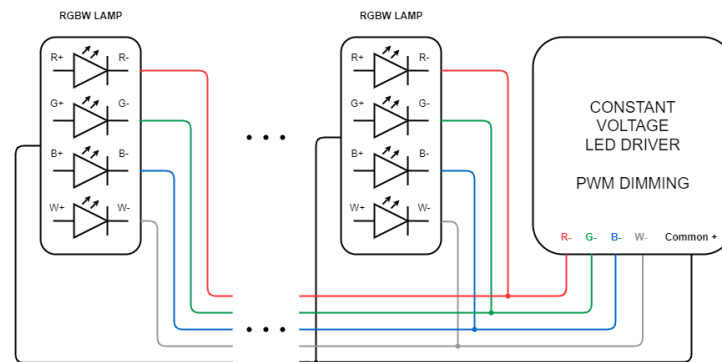 RGBW LAMP
R+ R-
G+ G-
B+ B-
W+ W-
RGBW LAMP
R+ R-
G+ G-
B+ B-
W+ W-
CONSTANT
VOLTAGE
LED DRIVER
PWM DIMMING
R- G- B- W- Common +